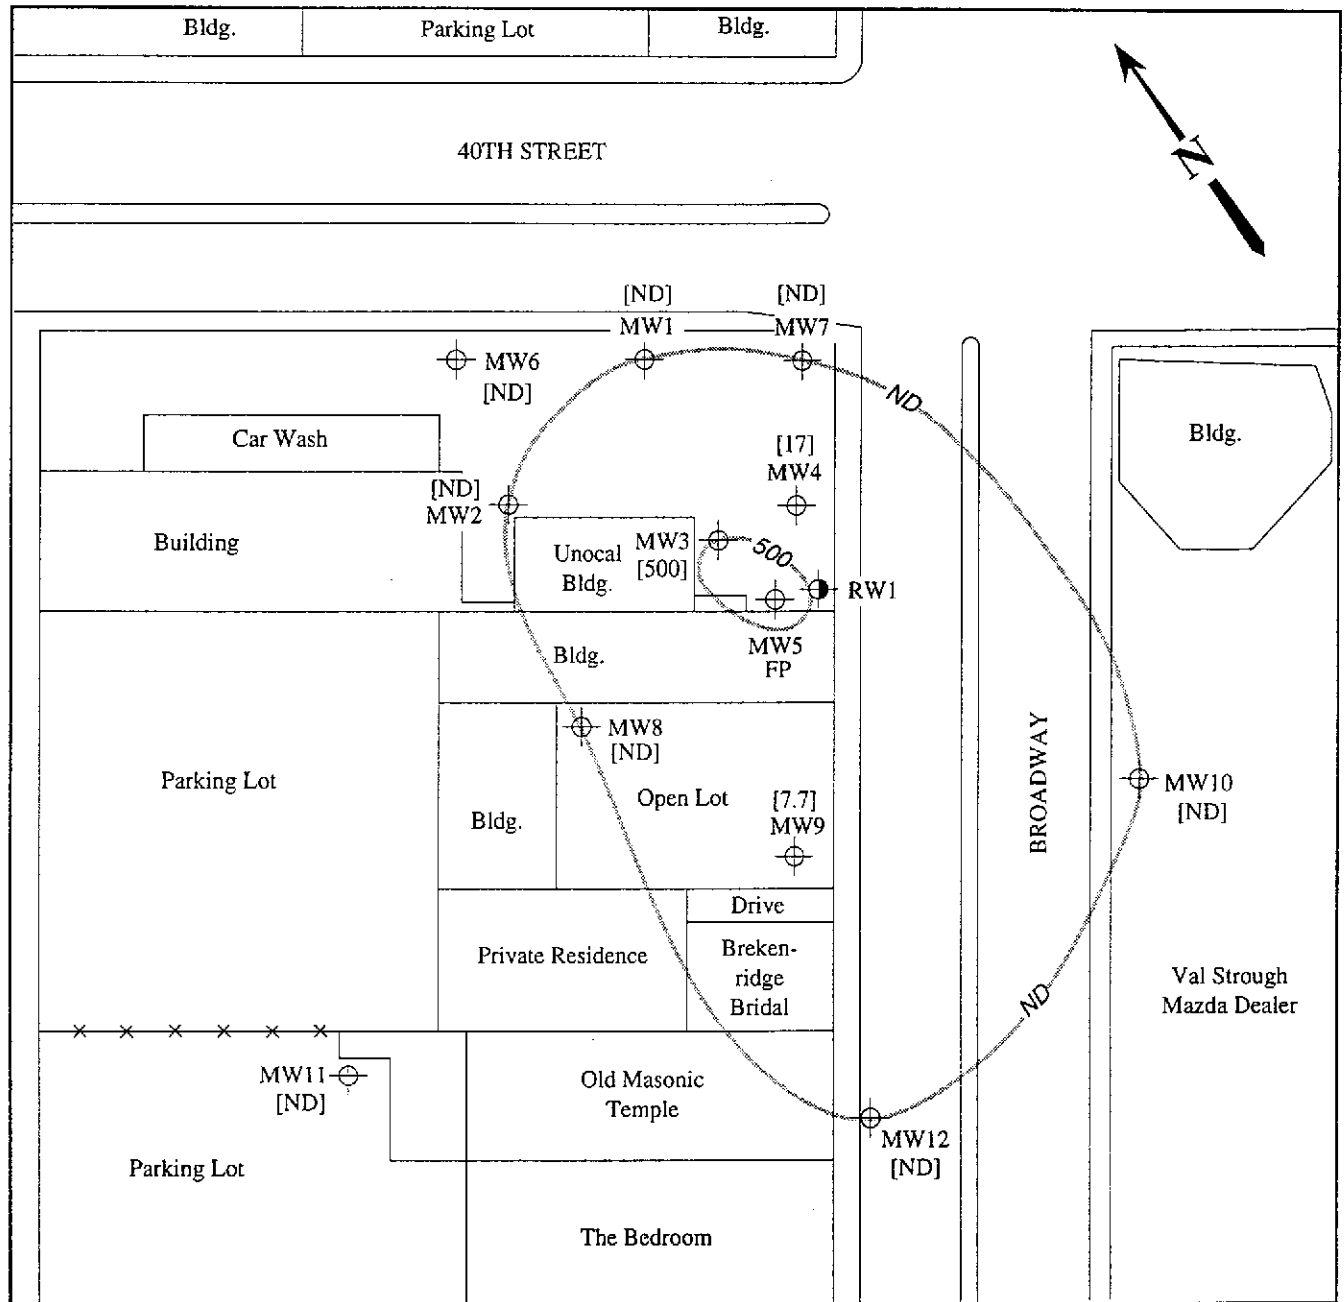 Bldg.
Parking Lot
Bldg.
40TH STREET
N
[ND]
MW1
[ND]
MW7
MW6
[ND]
ND
Car Wash
[17]
MW4
Bldg.
[ND]
MW2
Building
Unocal
Bldg.
MW3
[500]
500
RW1
MW5
FP
Bldg.
MW8
[ND]
Parking Lot
Open Lot
Bldg.
[7.7]
MW9
BROADWAY
MW10
[ND]
Drive
Private Residence
Breken-
ridge
Bridal
ND
Val Strough
Mazda Dealer
MW11
[ND]
Old Masonic
Temple
MW12
[ND]
Parking Lot
The Bedroom